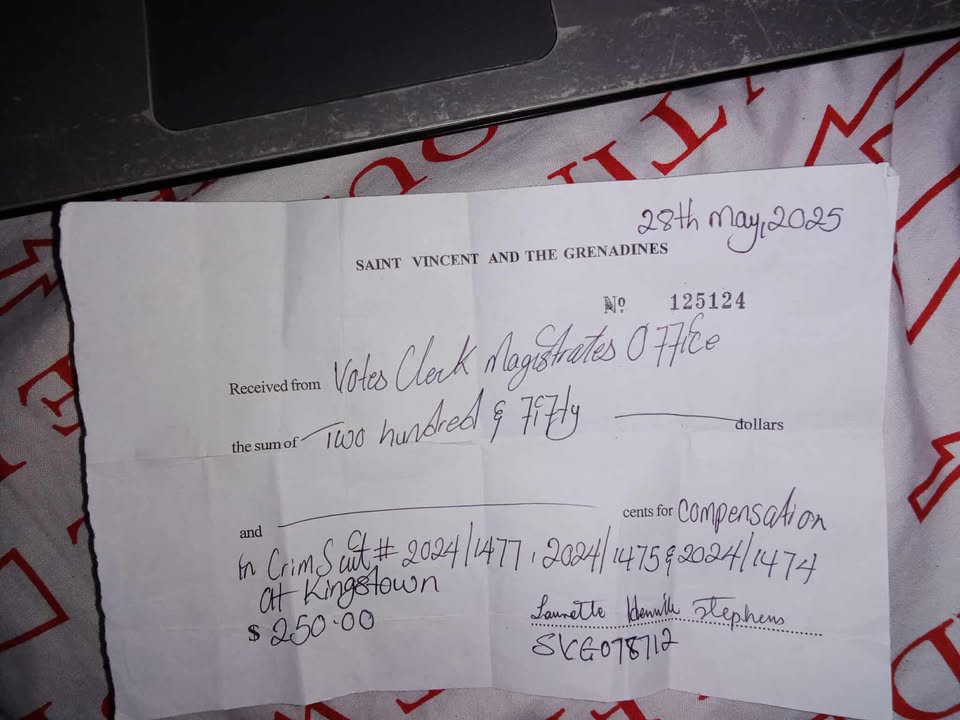 28th May, 2025
SAINT VINCENT AND THE GRENADINES
Nº 125124
Received from Votes Clerk Magistrates Office
the sum of Two hundred & Fifty dollars
and cents for Compensation
in Crim Suit # 2024/1477, 2024/1475 & 2024/1474
at Kingstown
$ 250.00
Laurette Stephens
SVG078712